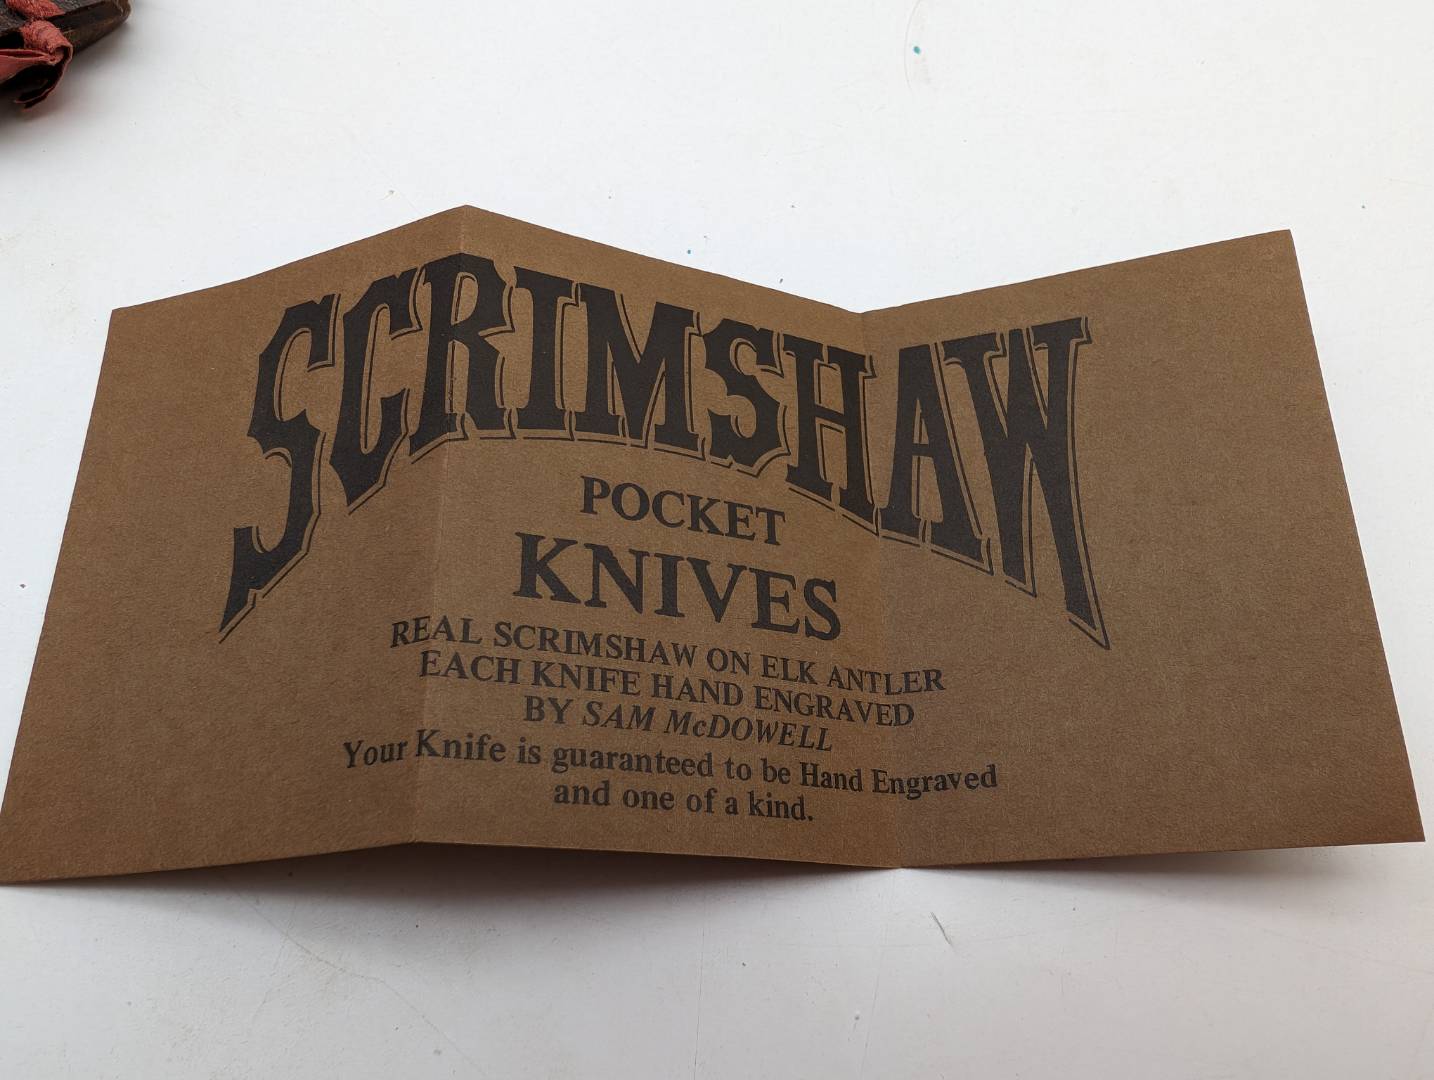 SCRIMSHAW
POCKET
KNIVES
REAL SCRIMSHAW ON ELK ANTLER
EACH KNIFE HAND ENGRAVED
BY SAM McDOWELL
Your Knife is guaranteed to be Hand Engraved
and one of a kind.